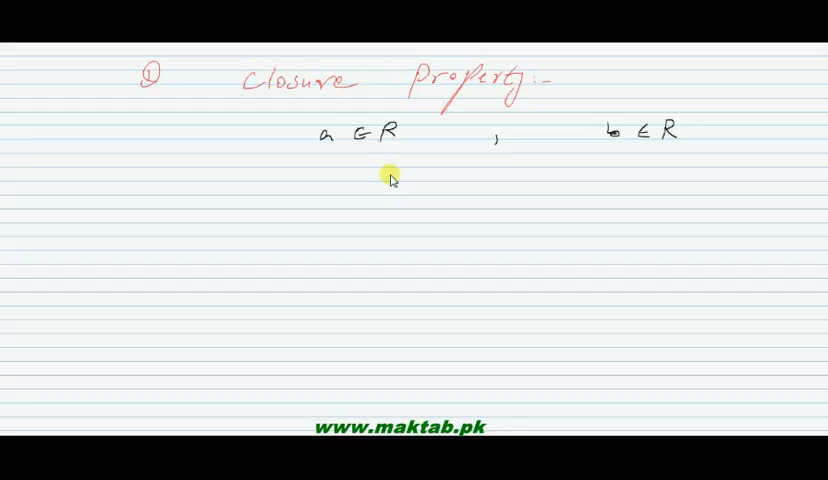 ① Closure Property:-
a ∈ R , b ∈ R
www.maktab.pk